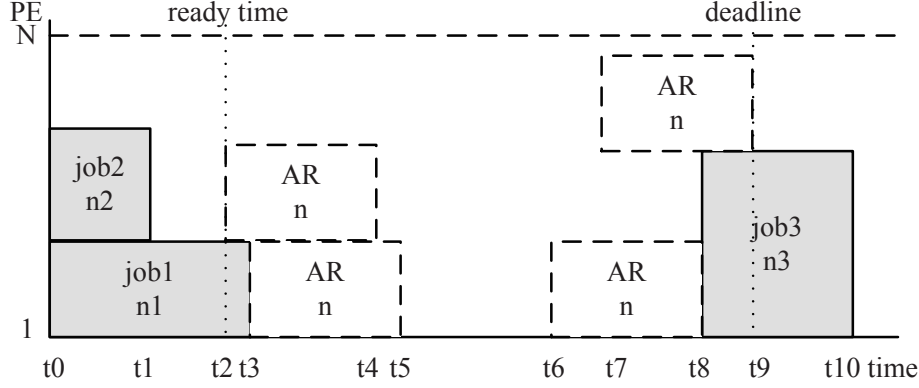 PE ready time deadline
N
AR
n
job2
n2
AR
n
job3
n3
job1
n1
AR
n
AR
n
1
t0 t1 t2 t3 t4 t5 t6 t7 t8 t9 t10 time